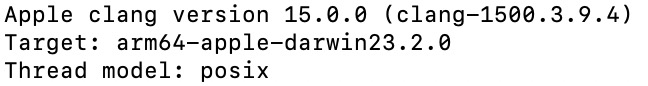 Apple clang version 15.0.0 (clang-1500.3.9.4)
Target: arm64-apple-darwin23.2.0
Thread model: posix